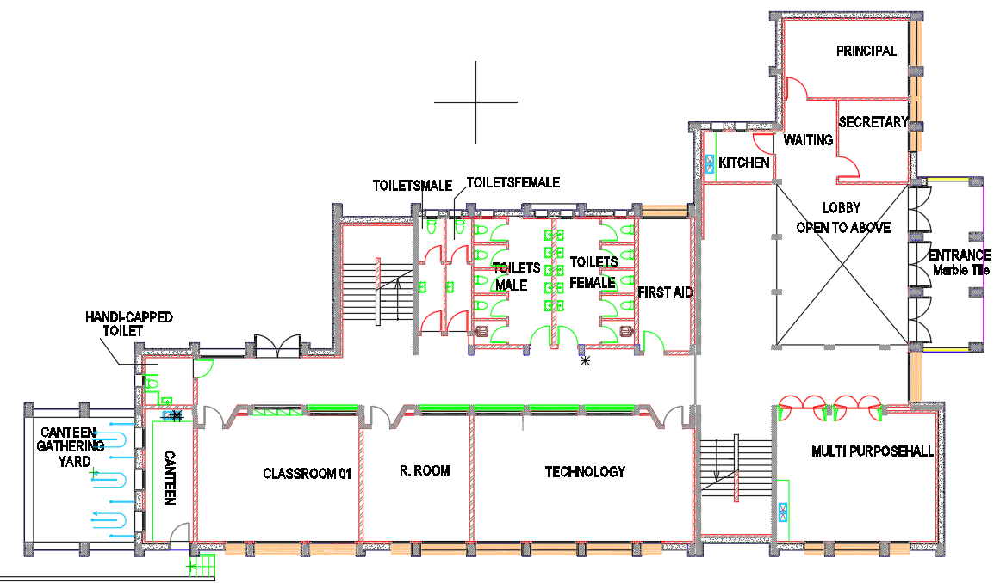 PRINCIPAL
SECRETARY
WAITING
KITCHEN
TOILETSMALE
TOILETSFEMALE
LOBBY
OPEN TO ABOVE
ENTRANCE
Marble Tile
TOILETS
MALE
TOILETS
FEMALE
FIRST AID
HANDI-CAPPED
TOILET
CANTEEN
GATHERING
YARD
CANTEEN
CLASSROOM 01
R. ROOM
TECHNOLOGY
MULTI PURPOSEHALL